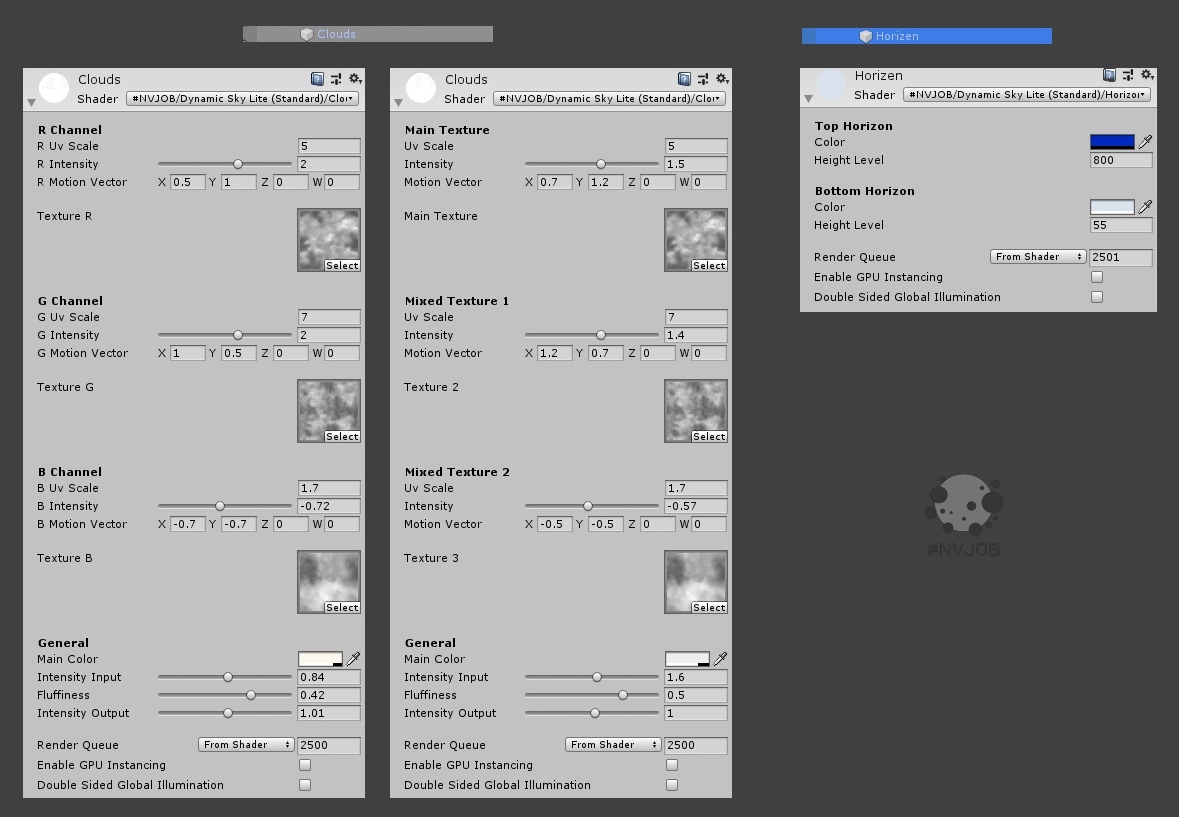 Clouds
Horizen
Clouds
Shader #NVJOB/Dynamic Sky Lite (Standard)/Clo
R Channel
R Uv Scale 5
R Intensity 2
R Motion Vector X 0.5 Y 1 Z 0 W 0
Texture R
Select
G Channel
G Uv Scale 7
G Intensity 2
G Motion Vector X 1 Y 0.5 Z 0 W 0
Texture G
Select
B Channel
B Uv Scale 1.7
B Intensity -0.72
B Motion Vector X -0.7 Y -0.7 Z 0 W 0
Texture B
Select
General
Main Color
Intensity Input 0.84
Fluffiness 0.42
Intensity Output 1.01
Render Queue From Shader 2500
Enable GPU Instancing
Double Sided Global Illumination
Clouds
Shader #NVJOB/Dynamic Sky Lite (Standard)/Clo
Main Texture
Uv Scale 5
Intensity 1.5
Motion Vector X 0.7 Y 1.2 Z 0 W 0
Main Texture
Select
Mixed Texture 1
Uv Scale 7
Intensity 1.4
Motion Vector X 1.2 Y 0.7 Z 0 W 0
Texture 2
Select
Mixed Texture 2
Uv Scale 1.7
Intensity -0.57
Motion Vector X -0.5 Y -0.5 Z 0 W 0
Texture 3
Select
General
Main Color
Intensity Input 1.6
Fluffiness 0.5
Intensity Output 1
Render Queue From Shader 2500
Enable GPU Instancing
Double Sided Global Illumination
Horizen
Shader #NVJOB/Dynamic Sky Lite (Standard)/Horizo
Top Horizon
Color
Height Level 800
Bottom Horizon
Color
Height Level 55
Render Queue From Shader 2501
Enable GPU Instancing
Double Sided Global Illumination
#NVJOB